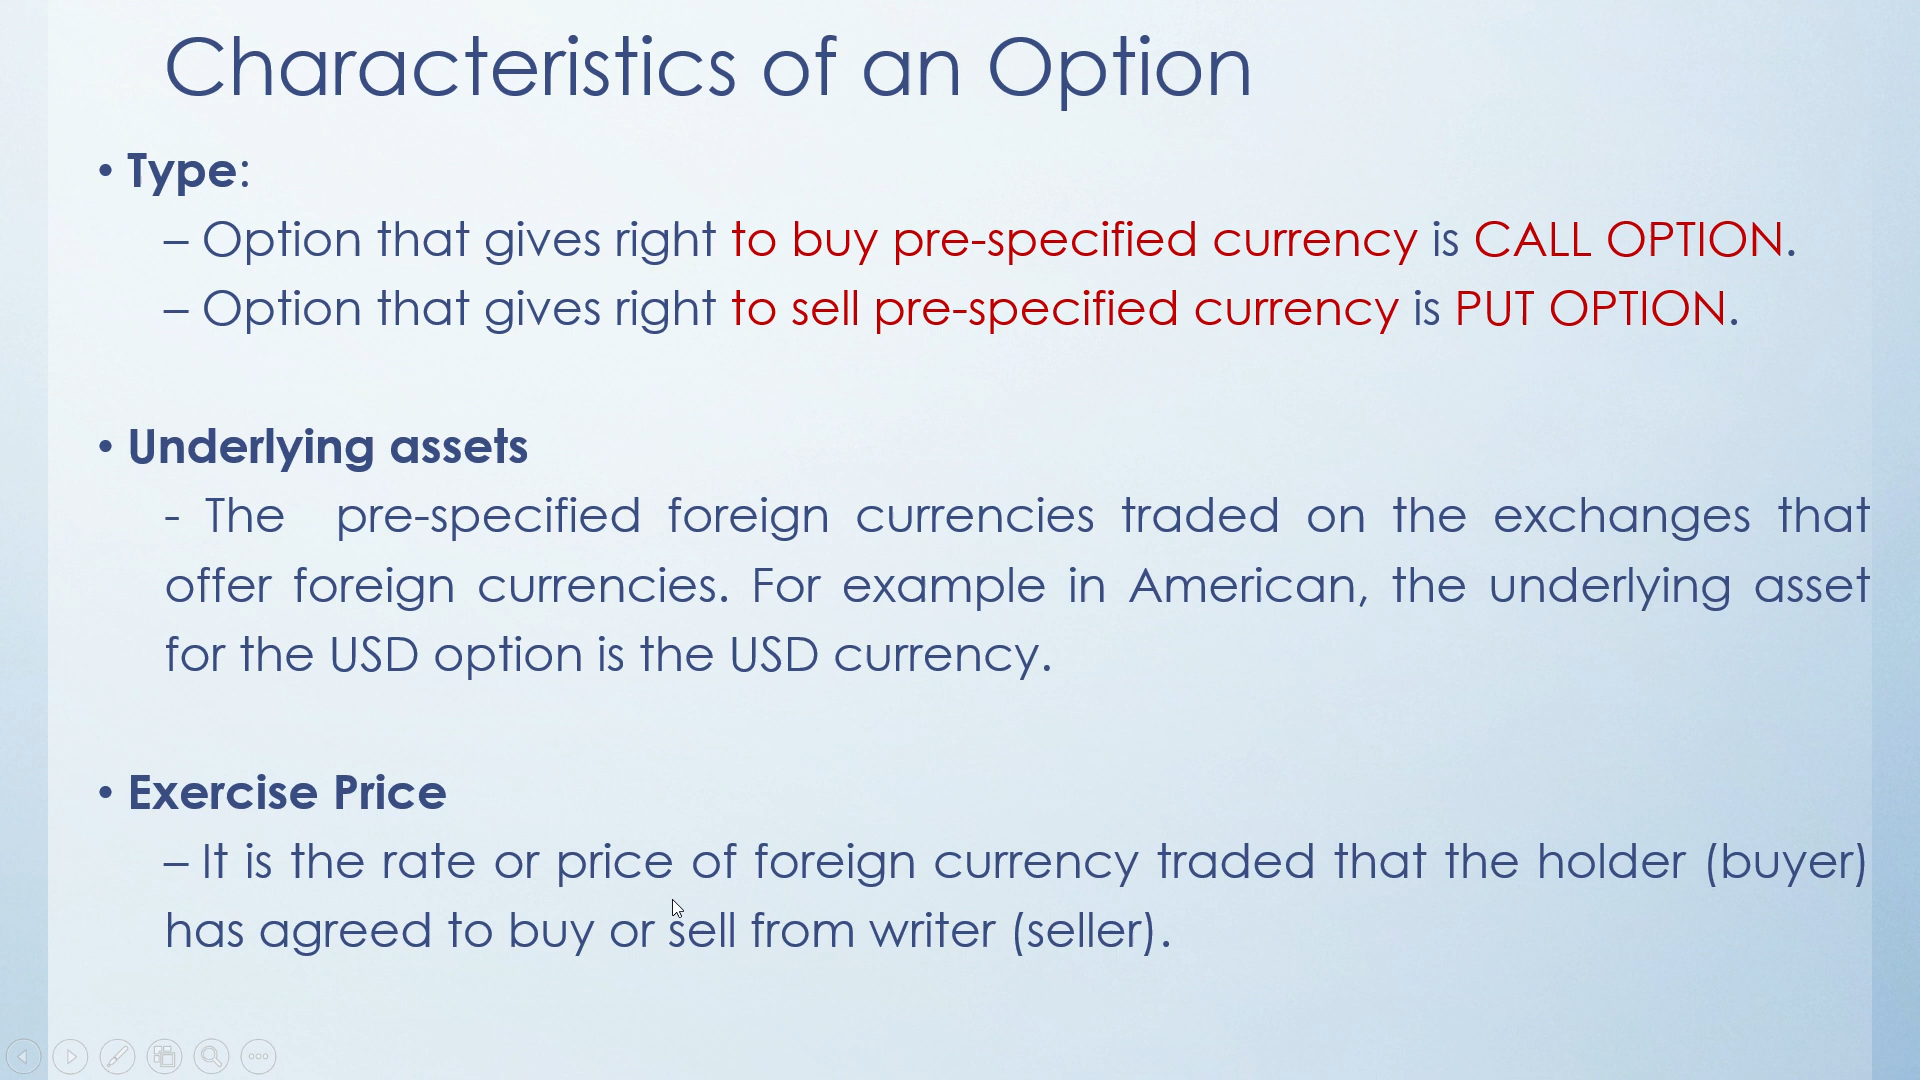 Characteristics of an Option
• Type:
– Option that gives right to buy pre-specified currency is CALL OPTION.
– Option that gives right to sell pre-specified currency is PUT OPTION.
• Underlying assets
- The pre-specified foreign currencies traded on the exchanges that
offer foreign currencies. For example in American, the underlying asset
for the USD option is the USD currency.
• Exercise Price
– It is the rate or price of foreign currency traded that the holder (buyer)
has agreed to buy or sell from writer (seller).